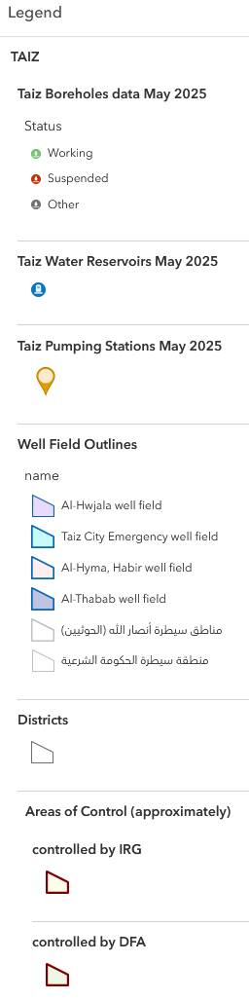 Legend
TAIZ
Taiz Boreholes data May 2025
Status
Working
Suspended
Other
Taiz Water Reservoirs May 2025
Taiz Pumping Stations May 2025
Well Field Outlines
name
Al-Hwjala well field
Taiz City Emergency well field
Al-Hyma, Habir well field
Al-Thabab well field
مناطق سيطرة أنصار الله (الحوثيين)
منطقة سيطرة الحكومة الشرعية
Districts
Areas of Control (approximately)
controlled by IRG
controlled by DFA